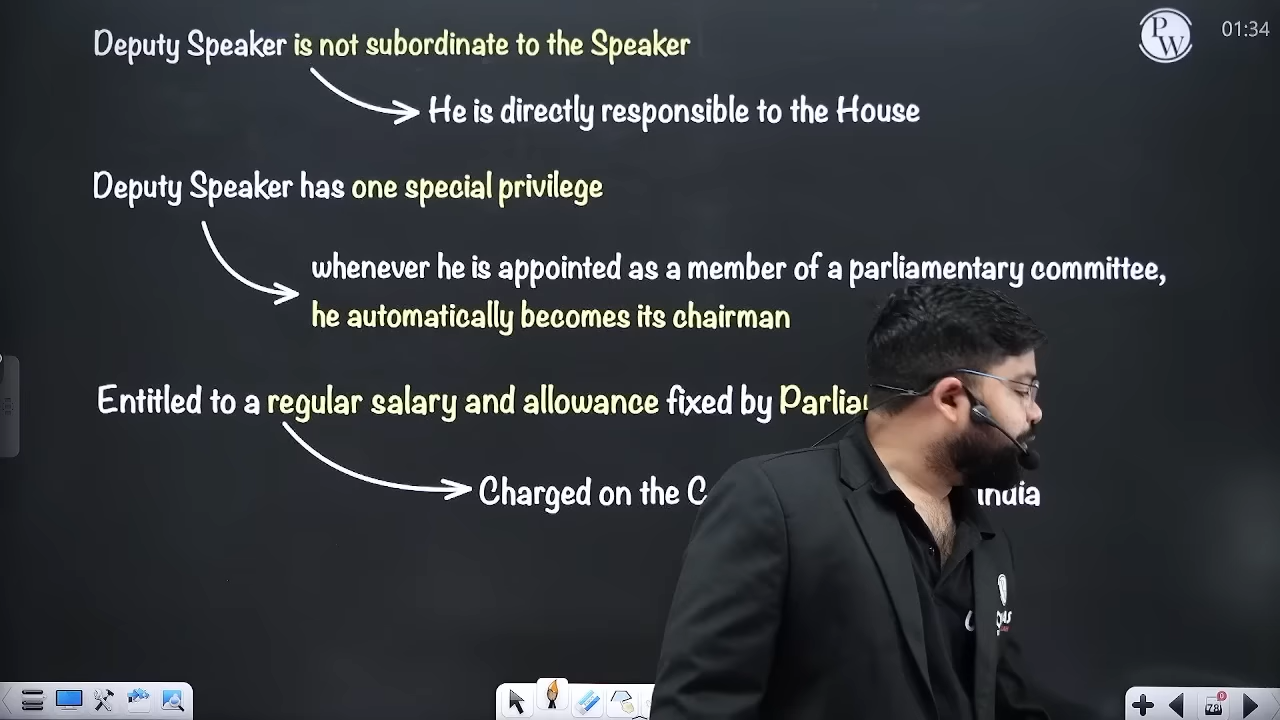 Deputy Speaker is not subordinate to the Speaker
PW
01:34
He is directly responsible to the House
Deputy Speaker has one special privilege
whenever he is appointed as a member of a parliamentary committee,
he automatically becomes its chairman
Entitled to a regular salary and allowance fixed by
Charged on the